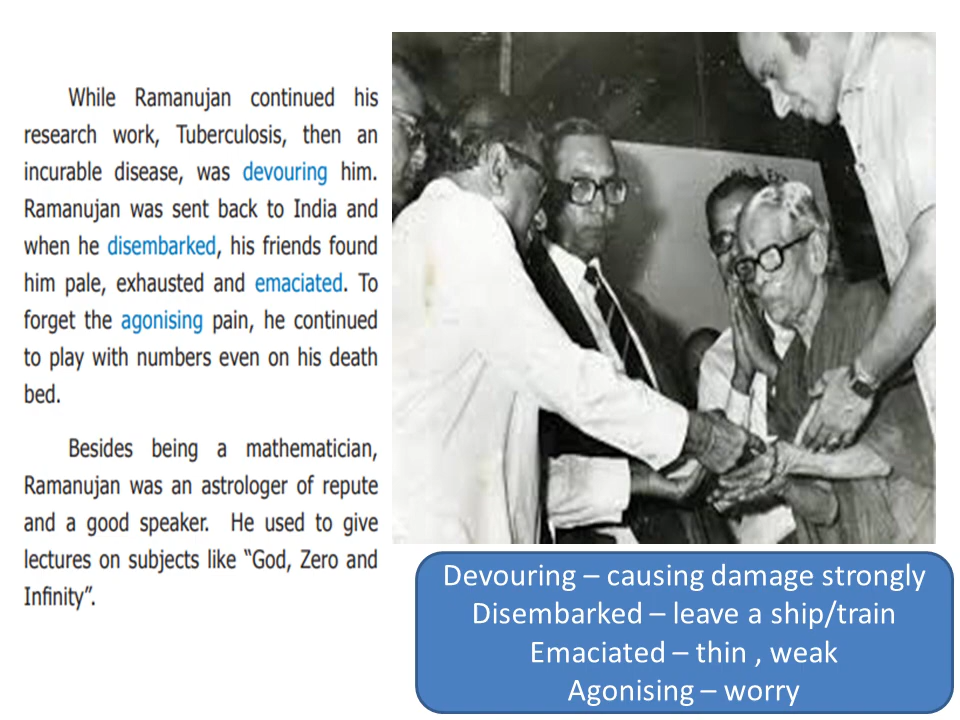 While Ramanujan continued his
research work, Tuberculosis, then an
incurable disease, was devouring him.
Ramanujan was sent back to India and
when he disembarked, his friends found
him pale, exhausted and emaciated. To
forget the agonising pain, he continued
to play with numbers even on his death
bed.
Besides being a mathematician,
Ramanujan was an astrologer of repute
and a good speaker. He used to give
lectures on subjects like “God, Zero and
Infinity”.
Devouring – causing damage strongly
Disembarked – leave a ship/train
Emaciated – thin , weak
Agonising – worry